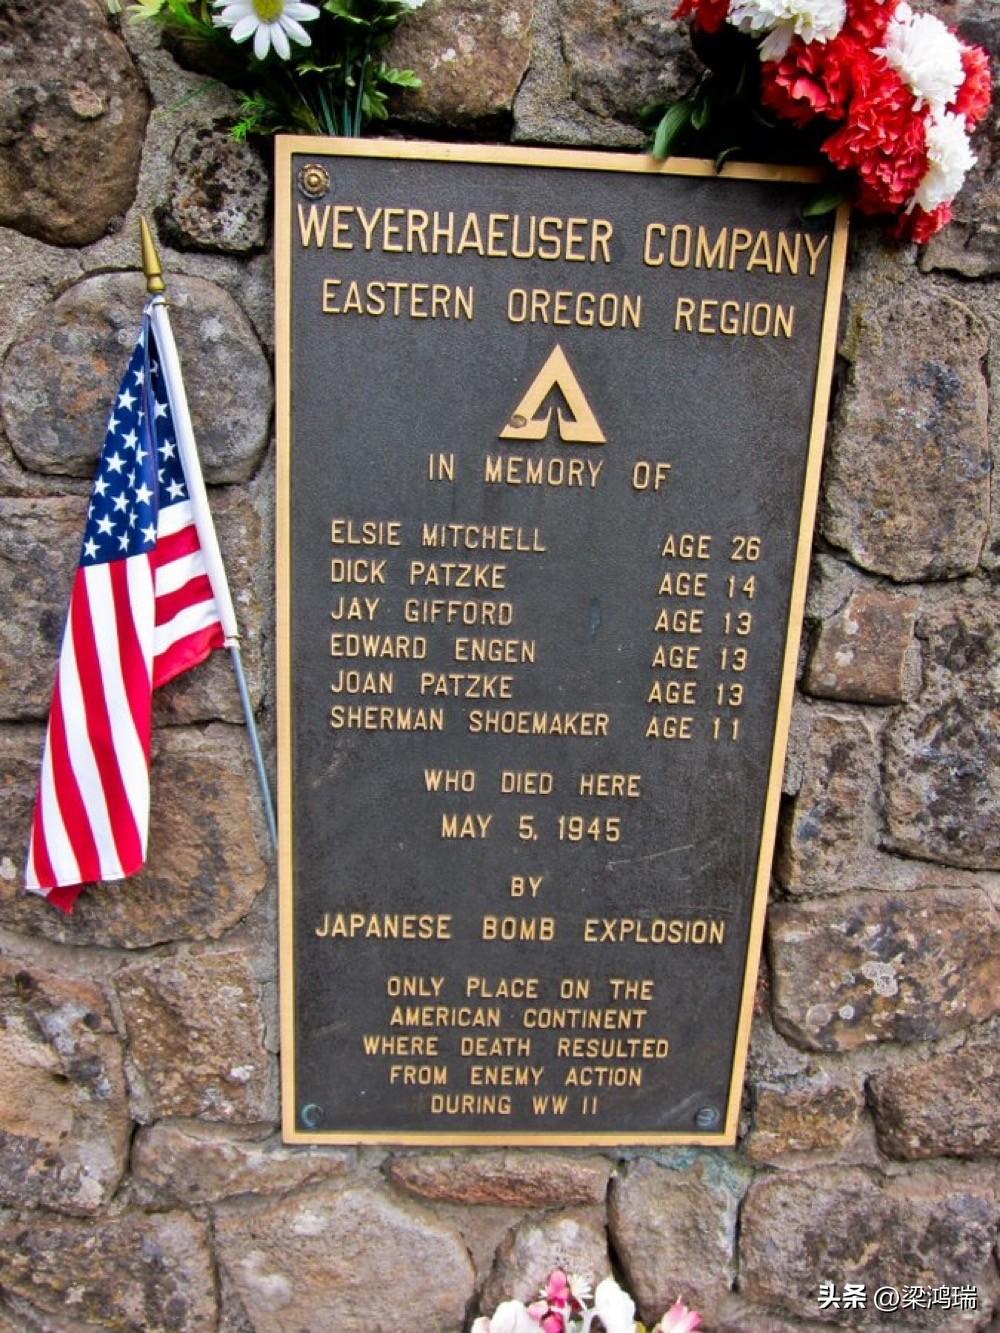 WEYERHAEUSER COMPANY
EASTERN OREGON REGION
IN MEMORY OF
ELSIE MITCHELL AGE 26
DICK PATZKE AGE 14
JAY GIFFORD AGE 13
EDWARD ENGEN AGE 13
JOAN PATZKE AGE 13
SHERMAN SHOEMAKER AGE 11
WHO DIED HERE
MAY 5, 1945
BY
JAPANESE BOMB EXPLOSION
ONLY PLACE ON THE
AMERICAN CONTINENT
WHERE DEATH RESULTED
FROM ENEMY ACTION
DURING WW II
头条 @梁鸿瑞